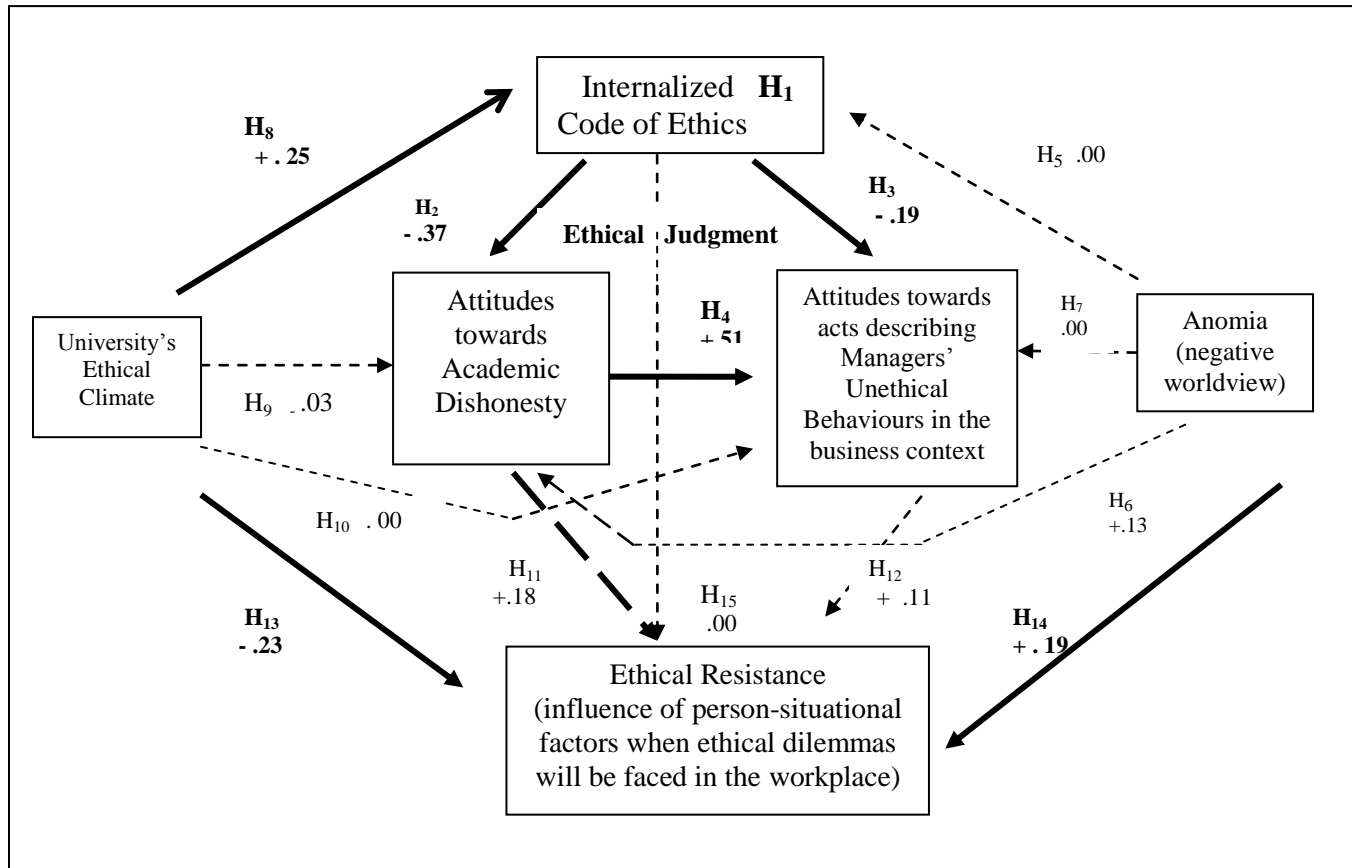 Internalized H1
Code of Ethics
H8
+ . 25
H5 .00
H2
- .37
H3
- .19
Ethical Judgment
University's
Ethical
Climate
Attitudes
towards
Academic
Dishonesty
H4
+ .51
Attitudes towards
acts describing
Managers'
Unethical
Behaviours in the
business context
H7
.00
Anomia
(negative
worldview)
H9 - .03
H10 . 00
H6
+.13
H11
+.18
H12
+ .11
H15
.00
H13
- .23
H14
+ . 19
Ethical Resistance
(influence of person-situational
factors when ethical dilemmas
will be faced in the workplace)